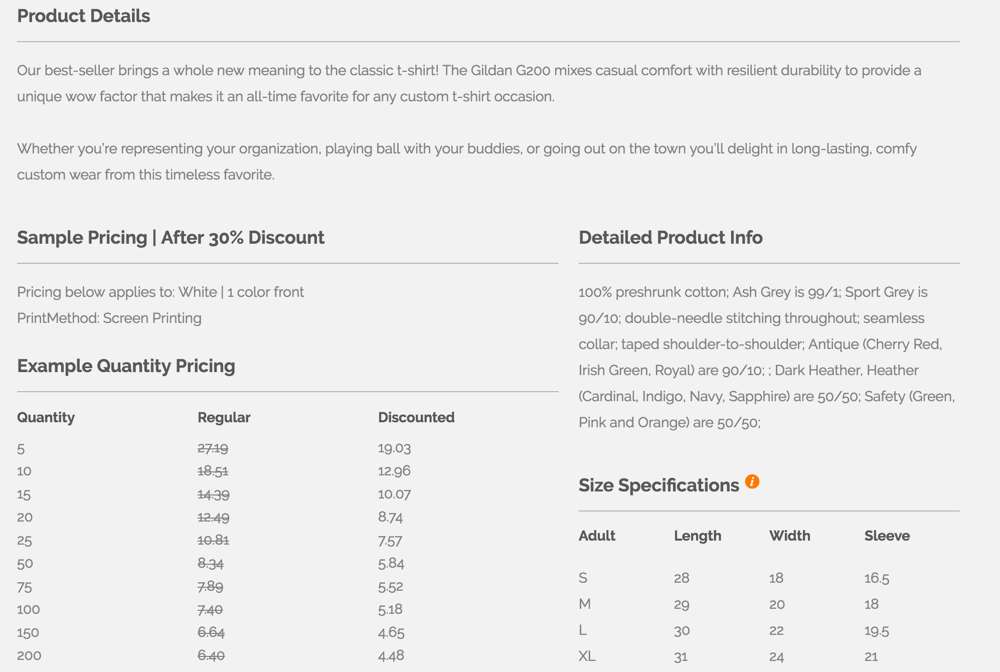 Product Details
Our best-seller brings a whole new meaning to the classic t-shirt! The Gildan G200 mixes casual comfort with resilient durability to provide a
unique wow factor that makes it an all-time favorite for any custom t-shirt occasion.
Whether you're representing your organization, playing ball with your buddies, or going out on the town you'll delight in long-lasting, comfy
custom wear from this timeless favorite.
Sample Pricing | After 30% Discount
Pricing below applies to: White | 1 color front
PrintMethod: Screen Printing
Example Quantity Pricing
Quantity Regular Discounted
5 27.19 19.03
10 18.51 12.96
15 14.39 10.07
20 12.49 8.74
25 10.81 7.57
50 8.34 5.84
75 7.89 5.52
100 7.40 5.18
150 6.64 4.65
200 6.40 4.48
Detailed Product Info
100% preshrunk cotton; Ash Grey is 99/1; Sport Grey is
90/10; double-needle stitching throughout; seamless
collar; taped shoulder-to-shoulder; Antique (Cherry Red,
Irish Green, Royal) are 90/10; ; Dark Heather, Heather
(Cardinal, Indigo, Navy, Sapphire) are 50/50; Safety (Green,
Pink and Orange) are 50/50;
Size Specifications i
Adult Length Width Sleeve
S 28 18 16.5
M 29 20 18
L 30 22 19.5
XL 31 24 21